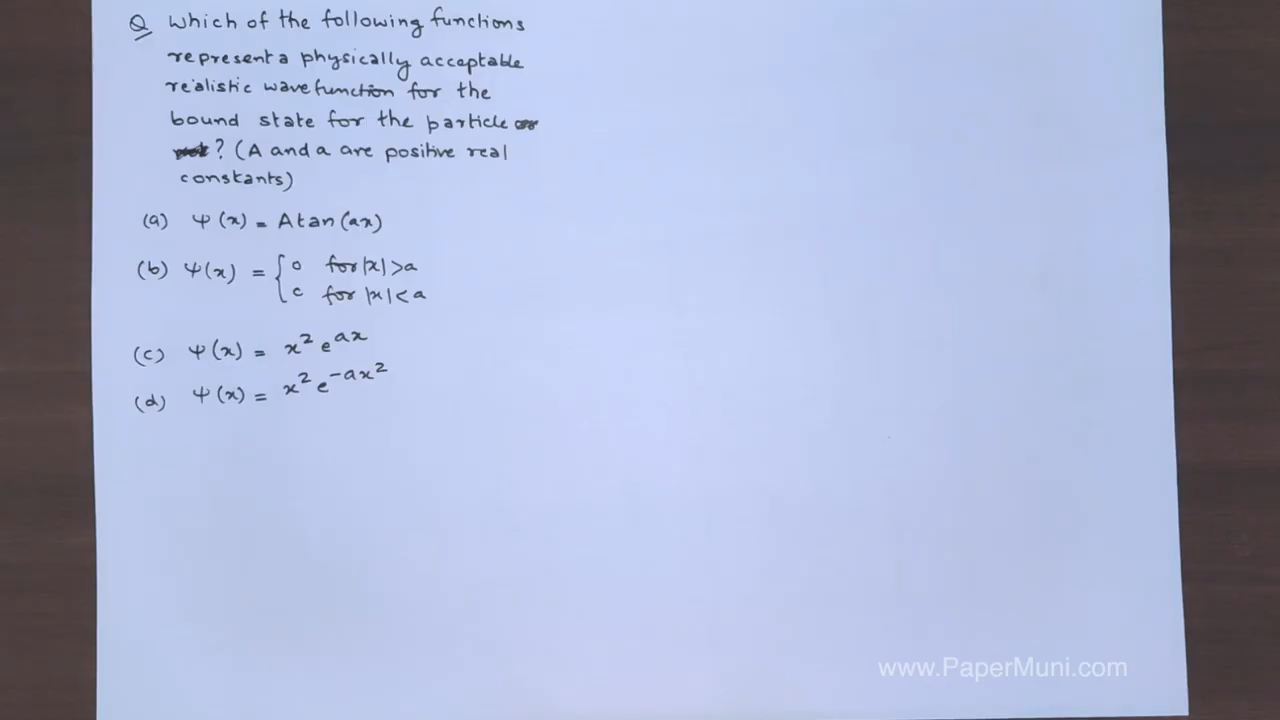 Q Which of the following functions
represent a physically acceptable
realistic wavefunction for the
bound state for the particle
? (A and a are positive real
constants)
(a) Ψ(x) = A tan(ax)
(b) Ψ(x) = { 0 for |x| > a
c for |x| < a
(c) Ψ(x) = x² e^{ax}
(d) Ψ(x) = x² e^{-ax²}
www.PaperMuni.com